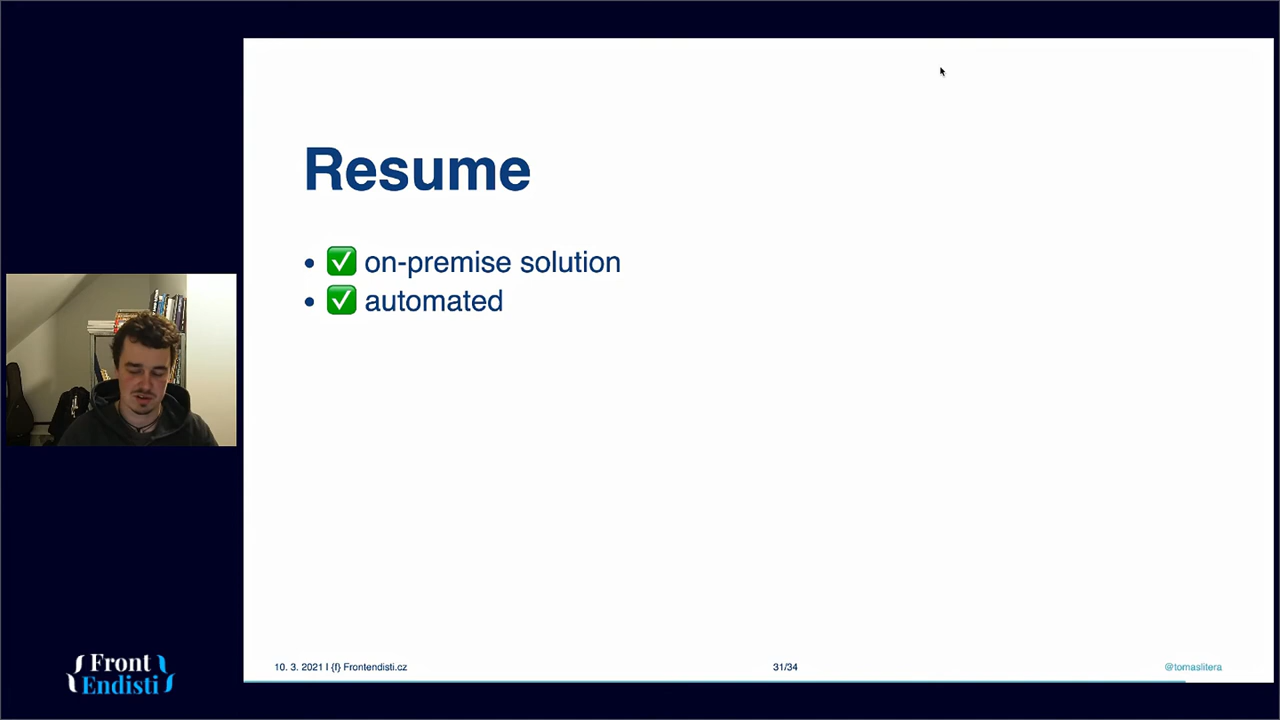 Resume
• ✅ on-premise solution
• ✅ automated
10. 3. 2021 | {f} Frontendisti.cz
31/34
@tomaslitera
{Front
Endisti}